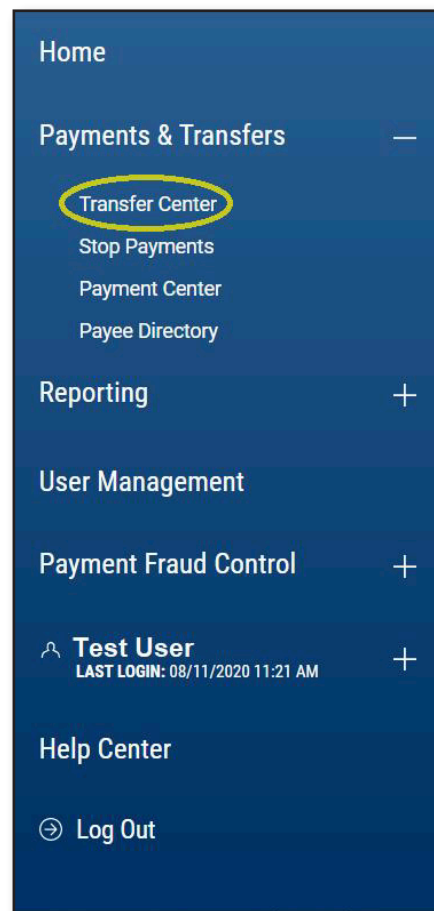 Home
Payments & Transfers
Transfer Center
Stop Payments
Payment Center
Payee Directory
Reporting
User Management
Payment Fraud Control
Test User
LAST LOGIN: 08/11/2020 11:21 AM
Help Center
Log Out